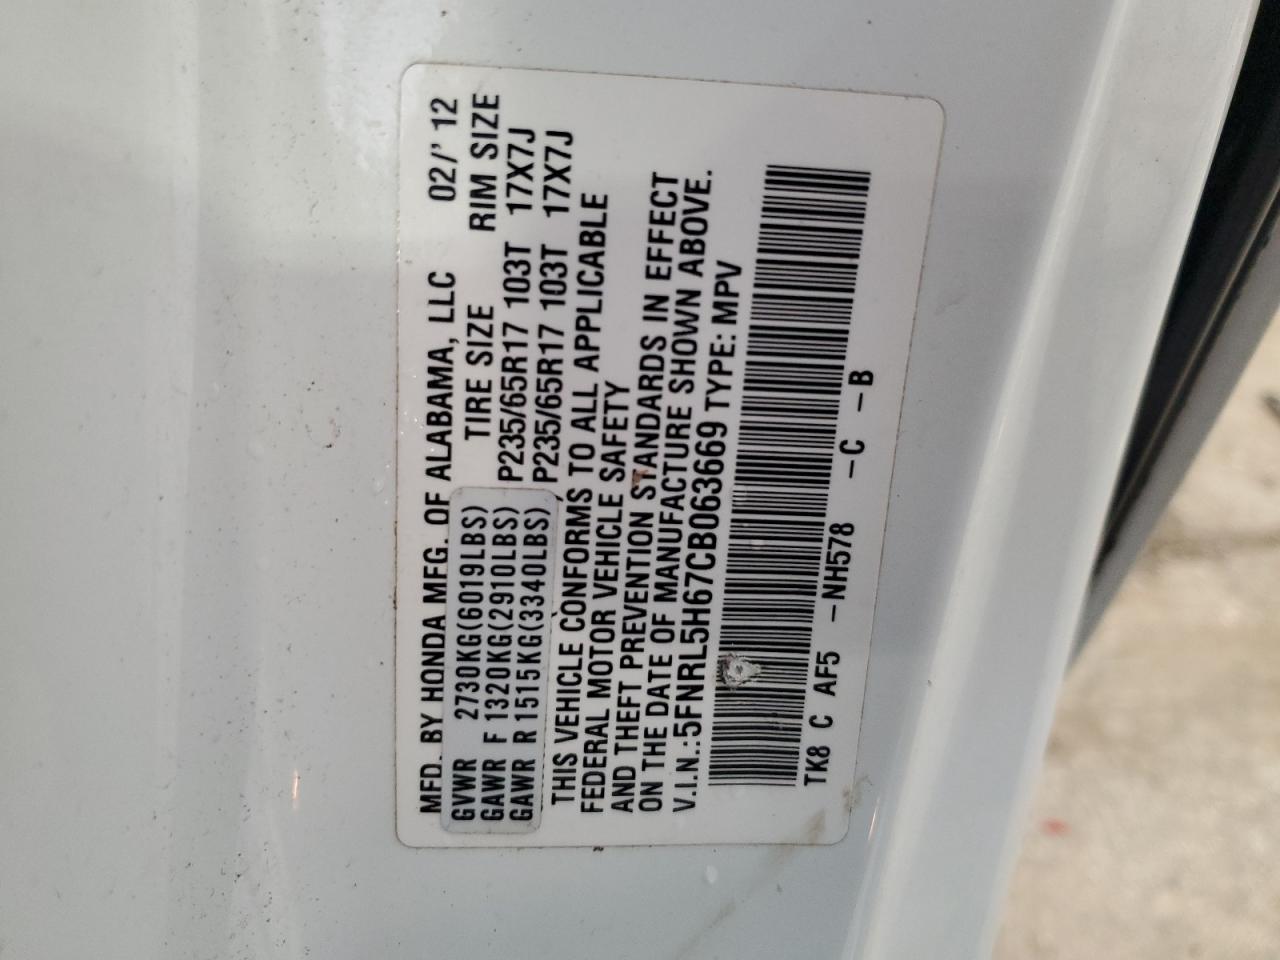 MFD. BY HONDA MFG. OF ALABAMA, LLC 02/'12
TIRE SIZE RIM SIZE
GVWR 2730KG(6019LBS)
GAWR F 1320KG(2910LBS) P235/65R17 103T 17X7J
GAWR R 1515KG(3340LBS) P235/65R17 103T 17X7J
THIS VEHICLE CONFORMS TO ALL APPLICABLE
FEDERAL MOTOR VEHICLE SAFETY
AND THEFT PREVENTION STANDARDS IN EFFECT
ON THE DATE OF MANUFACTURE SHOWN ABOVE.
V.I.N.:5FNRL5H67CB063669 TYPE: MPV
TK8 C AF5 -NH578 -C -B